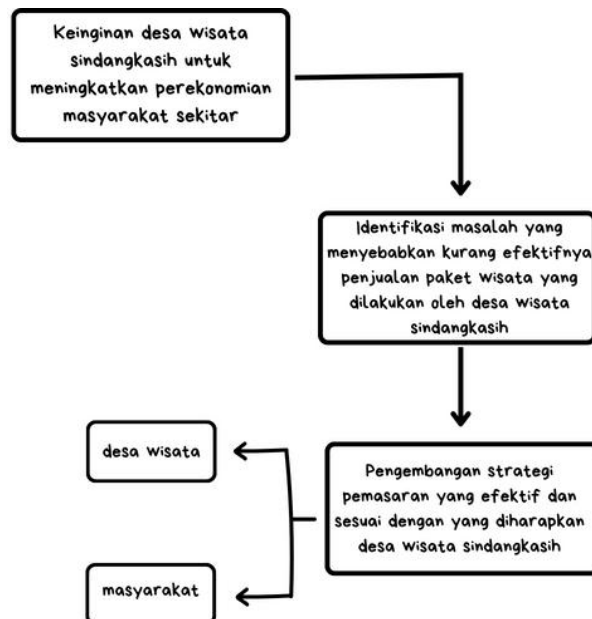 Keinginan desa wisata
sindangkasih untuk
meningkatkan perekonomian
masyarakat sekitar
Identifikasi masalah yang
menyebabkan kurang efektifnya
penjualan paket wisata yang
dilakukan oleh desa wisata
sindangkasih
Pengembangan strategi
pemasaran yang efektif dan
sesuai dengan yang diharapkan
desa wisata sindangkasih
desa wisata
masyarakat